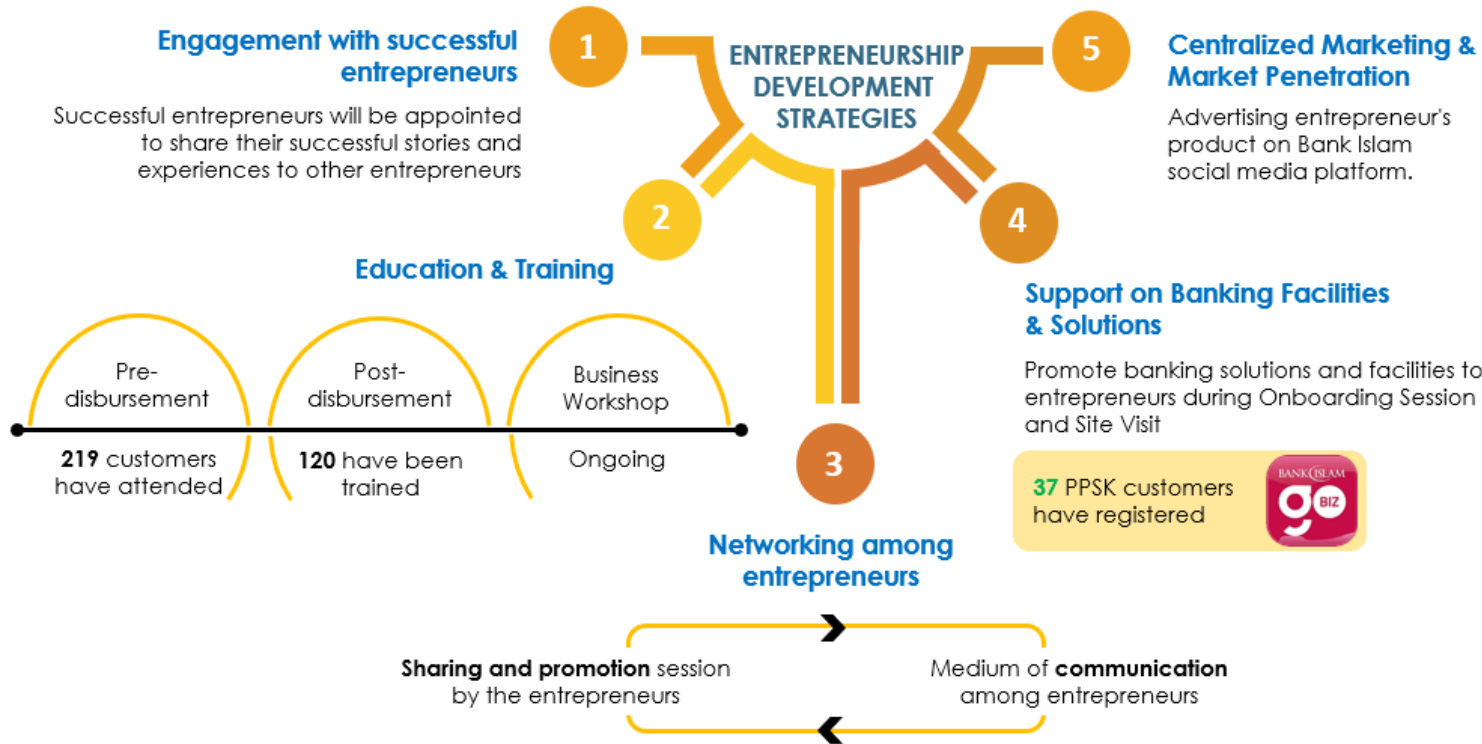 ENTREPRENEURSHIP
DEVELOPMENT
STRATEGIES
1
Engagement with successful
entrepreneurs
Successful entrepreneurs will be appointed
to share their successful stories and
experiences to other entrepreneurs
2
Education & Training
Pre-
disbursement
219 customers
have attended
Post-
disbursement
120 have been
trained
Business
Workshop
Ongoing
3
Networking among
entrepreneurs
Sharing and promotion session
by the entrepreneurs
Medium of communication
among entrepreneurs
4
Support on Banking Facilities
& Solutions
Promote banking solutions and facilities to
entrepreneurs during Onboarding Session
and Site Visit
37 PPSK customers
have registered
BANK ISLAM
go
BIZ
5
Centralized Marketing &
Market Penetration
Advertising entrepreneur's
product on Bank Islam
social media platform.